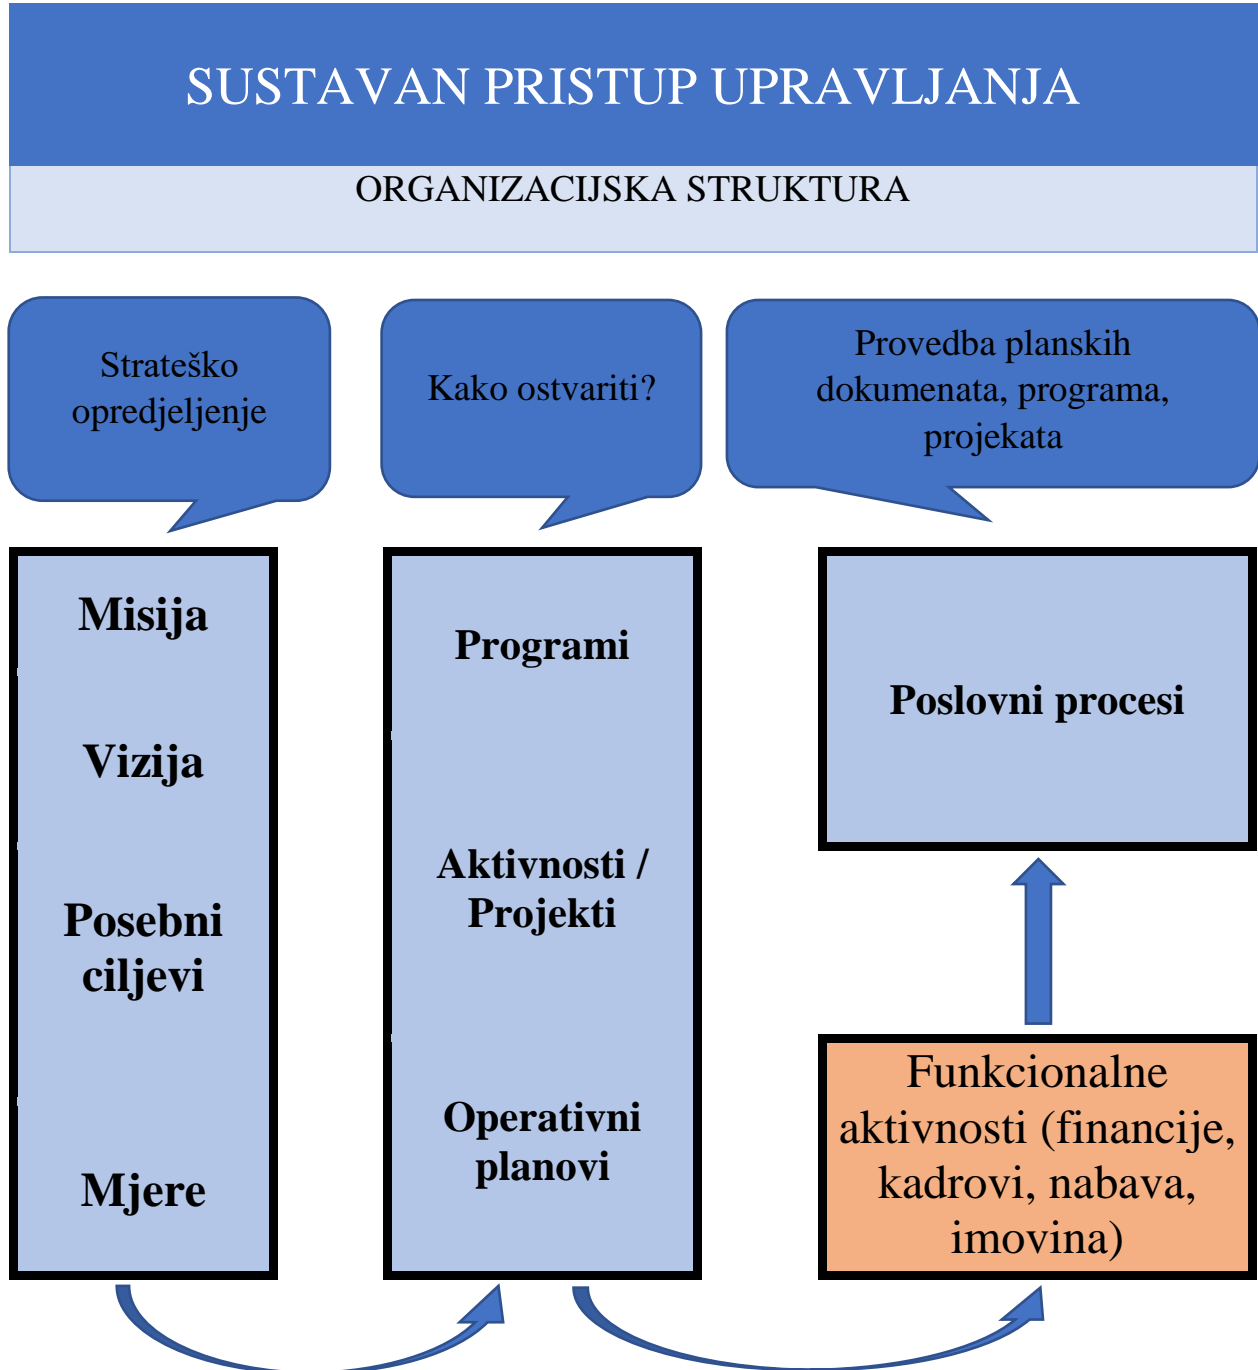 SUSTAVAN PRISTUP UPRAVLJANJA
ORGANIZACIJSKA STRUKTURA
Strateško
opredjeljenje
Kako ostvariti?
Provedba planskih
dokumenata, programa,
projekata
Misija
Vizija
Posebni
ciljevi
Mjere
Programi
Aktivnosti /
Projekti
Operativni
planovi
Poslovni procesi
Funkcionalne
aktivnosti (financije,
kadrovi, nabava,
imovina)